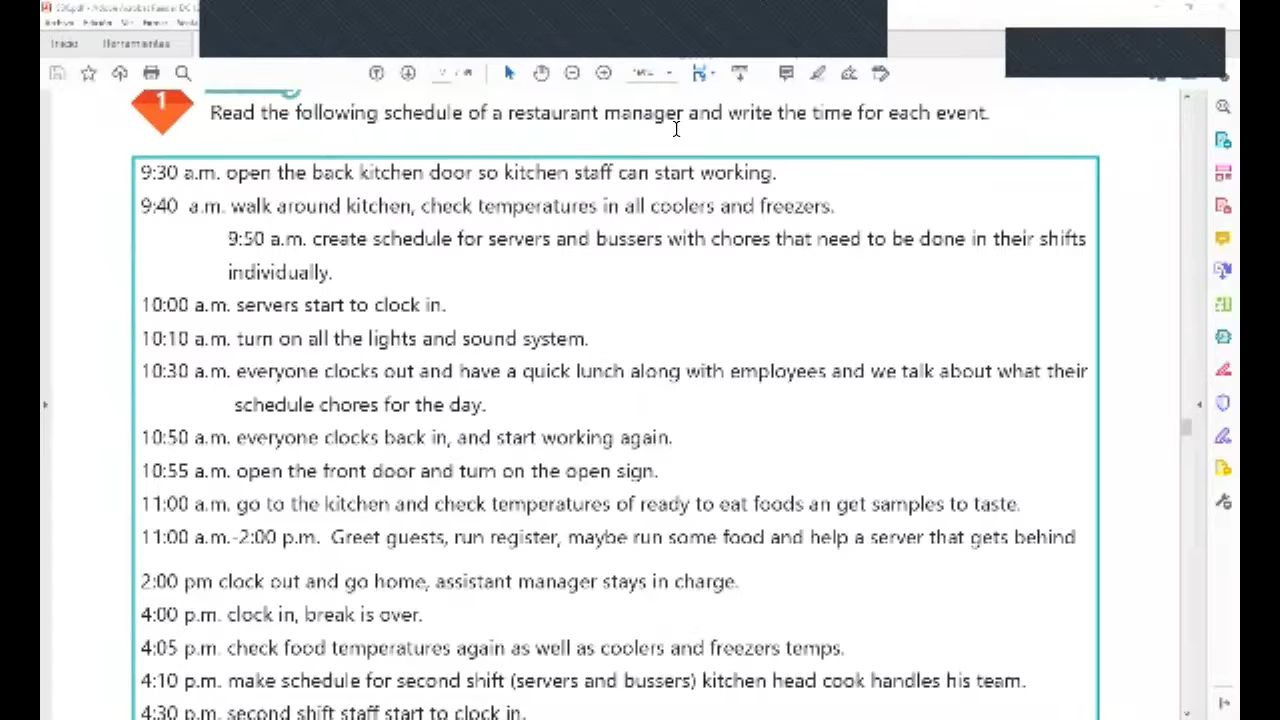 Inicio
Herramientas
1
Read the following schedule of a restaurant manager and write the time for each event.
9:30 a.m. open the back kitchen door so kitchen staff can start working.
9:40 a.m. walk around kitchen, check temperatures in all coolers and freezers.
9:50 a.m. create schedule for servers and bussers with chores that need to be done in their shifts
individually.
10:00 a.m. servers start to clock in.
10:10 a.m. turn on all the lights and sound system.
10:30 a.m. everyone clocks out and have a quick lunch along with employees and we talk about what their
schedule chores for the day.
10:50 a.m. everyone clocks back in, and start working again.
10:55 a.m. open the front door and turn on the open sign.
11:00 a.m. go to the kitchen and check temperatures of ready to eat foods an get samples to taste.
11:00 a.m.-2:00 p.m. Greet guests, run register, maybe run some food and help a server that gets behind
2:00 pm clock out and go home, assistant manager stays in charge.
4:00 p.m. clock in, break is over.
4:05 p.m. check food temperatures again as well as coolers and freezers temps.
4:10 p.m. make schedule for second shift (servers and bussers) kitchen head cook handles his team.
4:30 p.m. second shift staff start to clock in.